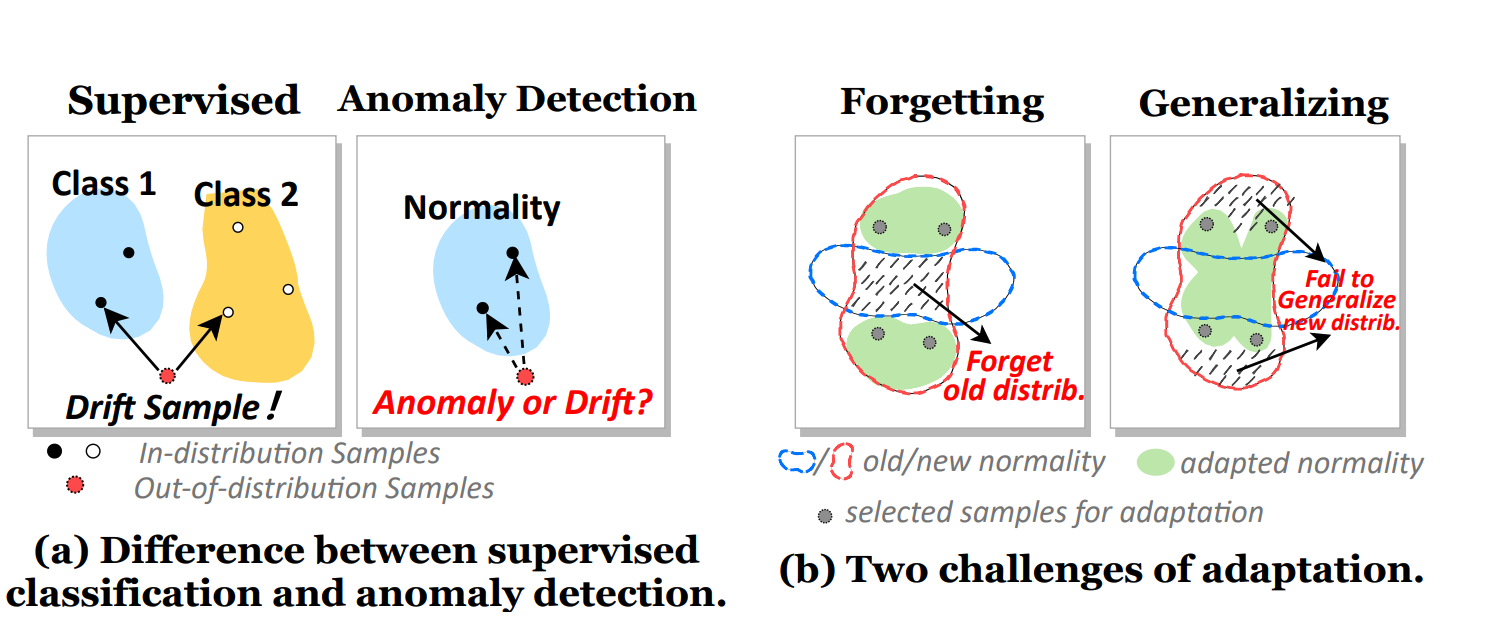 Supervised
Anomaly Detection
Class 1
Class 2
Drift Sample!
Normality
Anomaly or Drift?
In-distribution Samples
Out-of-distribution Samples
(a) Difference between supervised
classification and anomaly detection.
Forgetting
Generalizing
Forget
old distrib.
Fail to
Generalize
new distrib.
/ old/new normality
adapted normality
selected samples for adaptation
(b) Two challenges of adaptation.